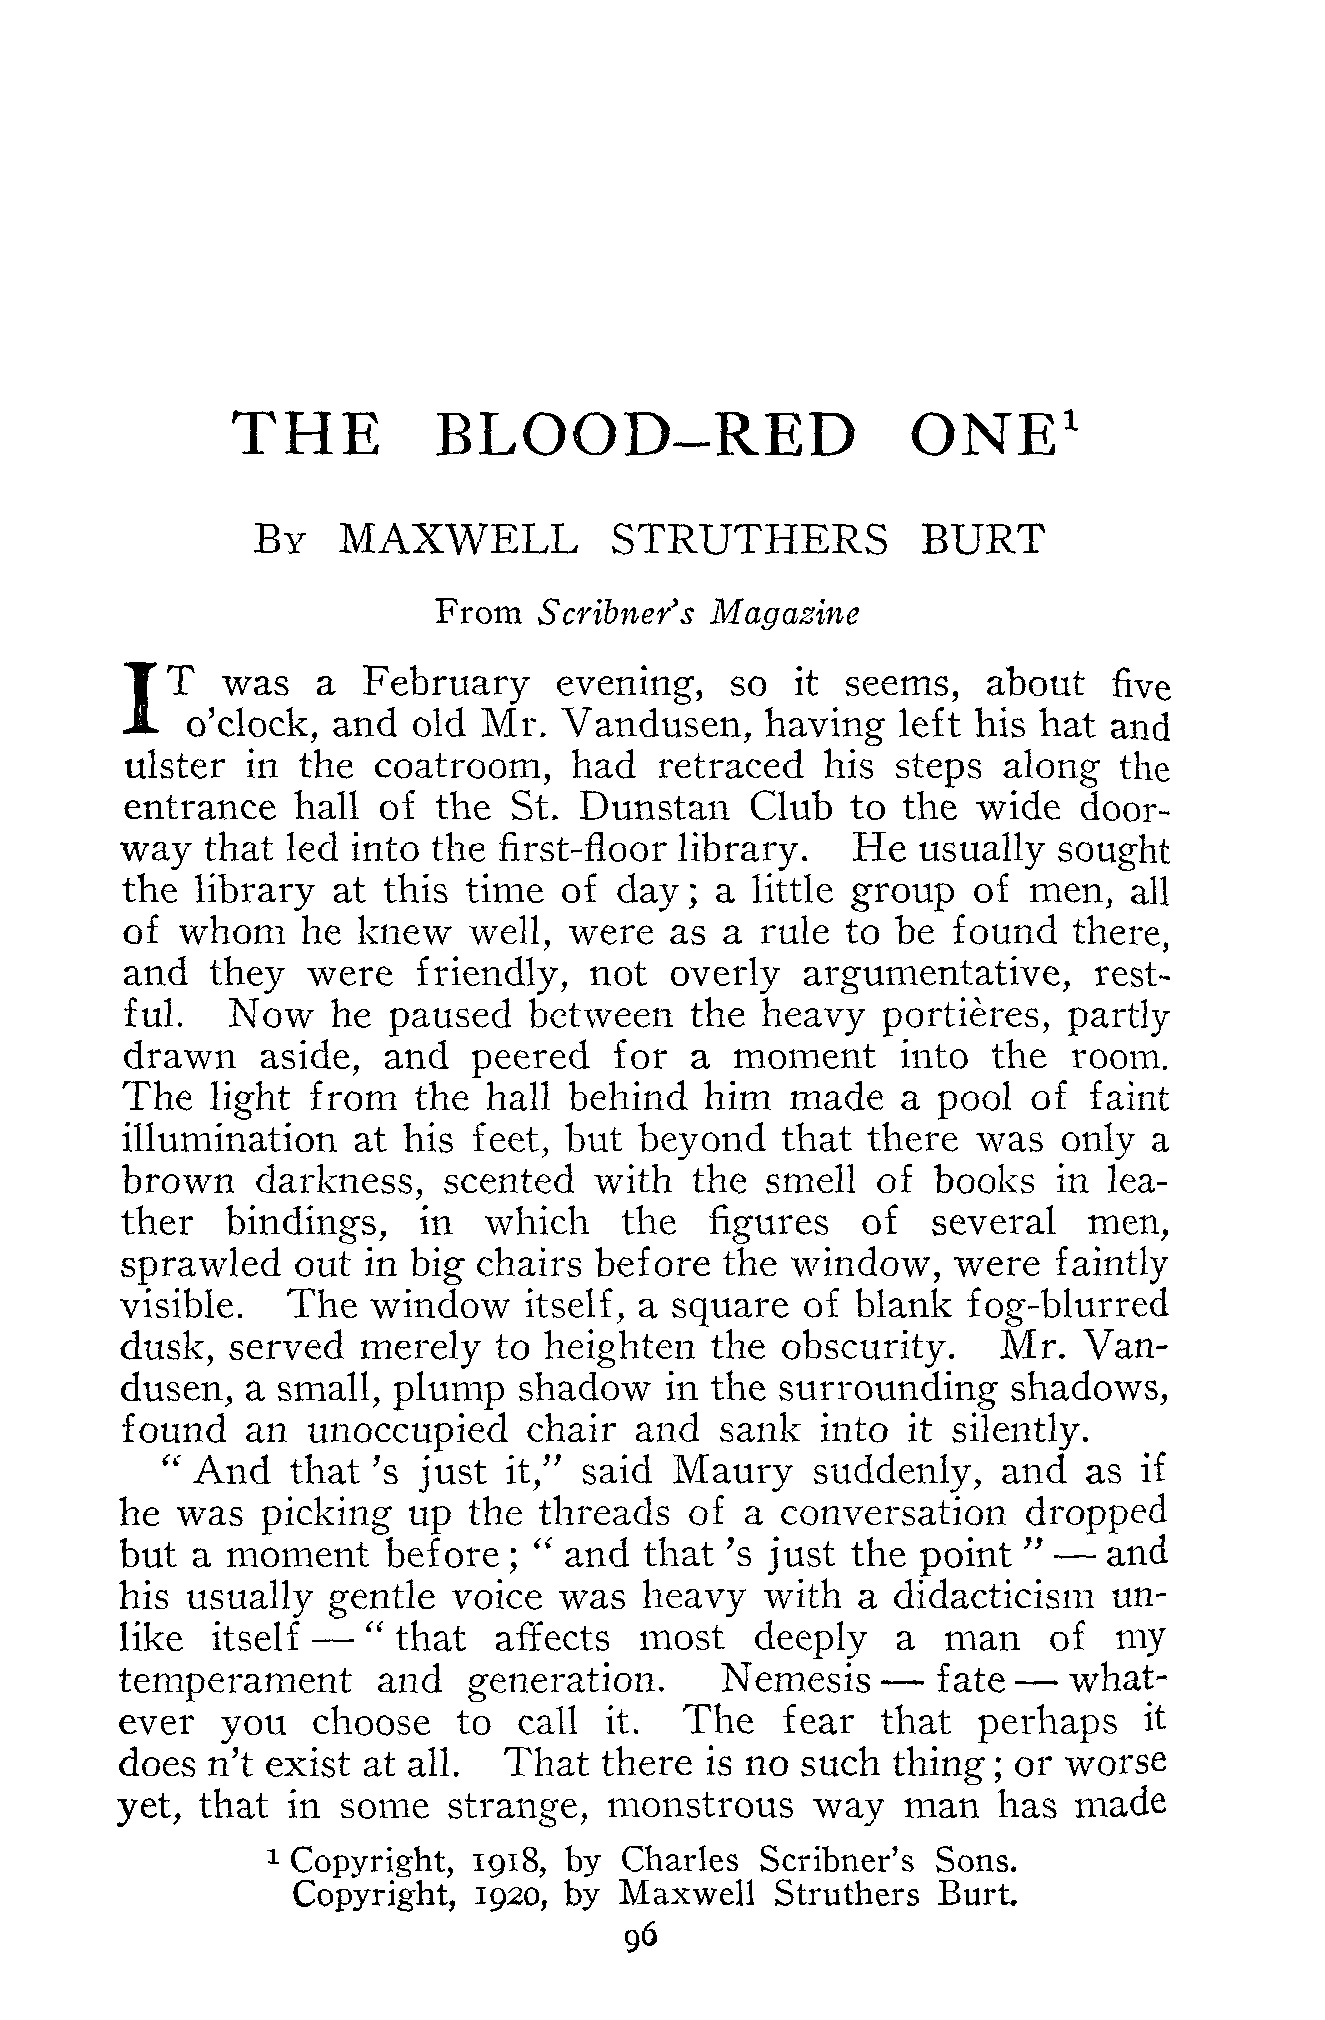 THE BLOOD-RED ONE¹
By MAXWELL STRUTHERS BURT
From Scribner's Magazine
IT was a February evening, so it seems, about five
o'clock, and old Mr. Vandusen, having left his hat and
ulster in the coatroom, had retraced his steps along the
entrance hall of the St. Dunstan Club to the wide door-
way that led into the first-floor library. He usually sought
the library at this time of day; a little group of men, all
of whom he knew well, were as a rule to be found there,
and they were friendly, not overly argumentative, rest-
ful. Now he paused between the heavy portières, partly
drawn aside, and peered for a moment into the room.
The light from the hall behind him made a pool of faint
illumination at his feet, but beyond that there was only a
brown darkness, scented with the smell of books in lea-
ther bindings, in which the figures of several men,
sprawled out in big chairs before the window, were faintly
visible. The window itself, a square of blank fog-blurred
dusk, served merely to heighten the obscurity. Mr. Van-
dusen, a small, plump shadow in the surrounding shadows,
found an unoccupied chair and sank into it silently.
" And that 's just it," said Maury suddenly, and as if
he was picking up the threads of a conversation dropped
but a moment before; " and that 's just the point " — and
his usually gentle voice was heavy with a didacticism un-
like itself — " that affects most deeply a man of my
temperament and generation. Nemesis — fate — what-
ever you choose to call it. The fear that perhaps it
does n't exist at all. That there is no such thing; or worse
yet, that in some strange, monstrous way man has made
¹ Copyright, 1918, by Charles Scribner's Sons.
Copyright, 1920, by Maxwell Struthers Burt.
96